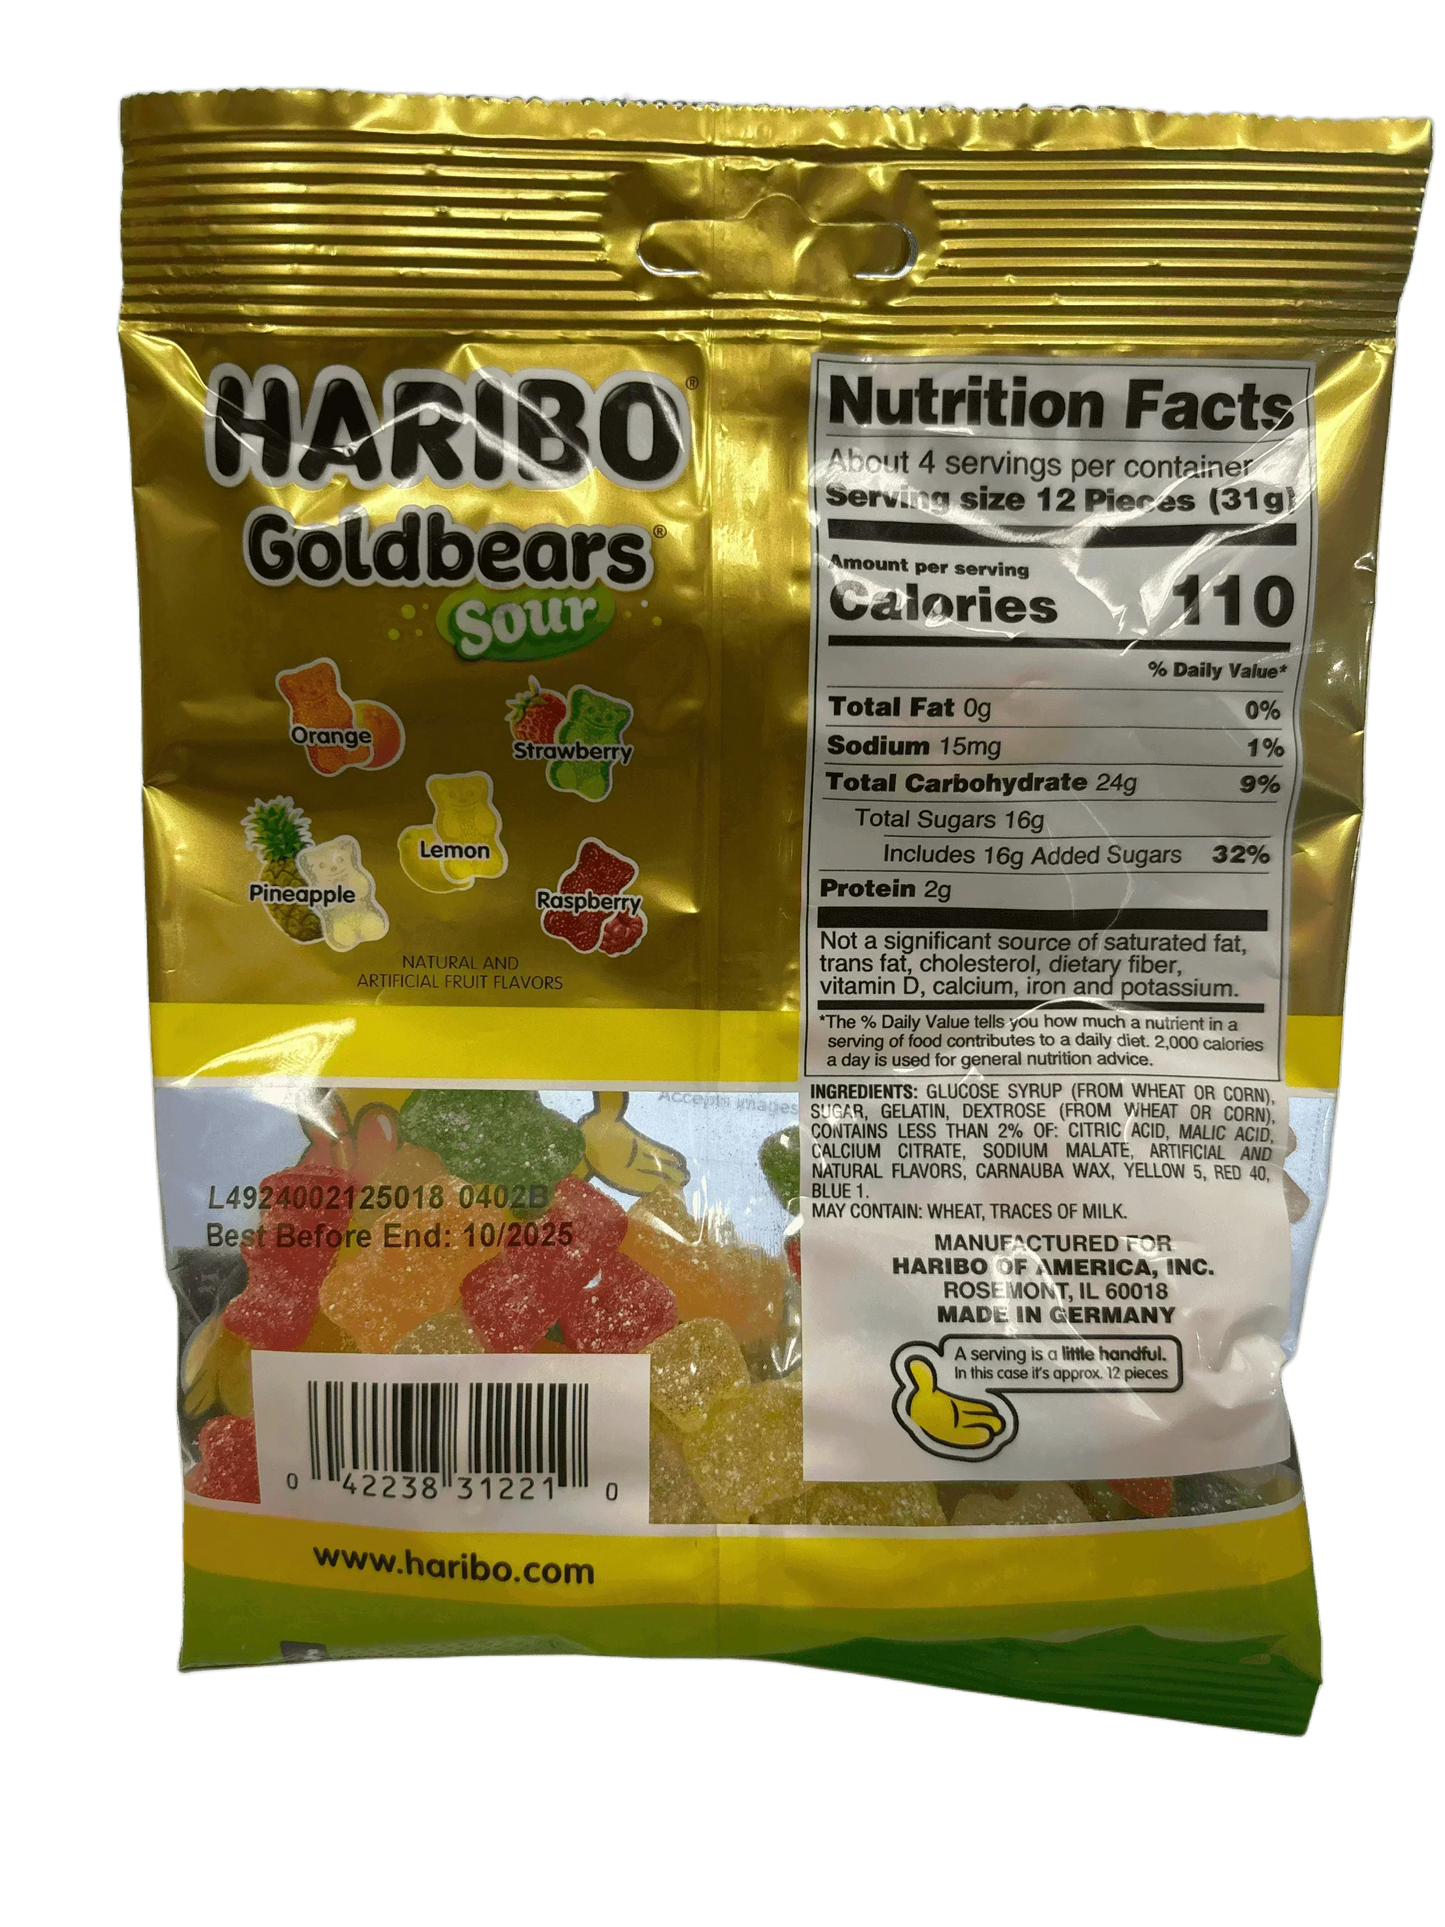 HARIBO®
Goldbears®
Sour
Orange
Strawberry
Lemon
Pineapple
Raspberry
NATURAL AND
ARTIFICIAL FRUIT FLAVORS
Accepts images
L4924002125018 0402B
Best Before End: 10/2025
0 42238 31221 0
www.haribo.com
Nutrition Facts
About 4 servings per container
Serving size 12 Pieces (31g)
Amount per serving
Calories 110
% Daily Value*
Total Fat 0g 0%
Sodium 15mg 1%
Total Carbohydrate 24g 9%
Total Sugars 16g
Includes 16g Added Sugars 32%
Protein 2g
Not a significant source of saturated fat,
trans fat, cholesterol, dietary fiber,
vitamin D, calcium, iron and potassium.
*The % Daily Value tells you how much a nutrient in a
serving of food contributes to a daily diet. 2,000 calories
a day is used for general nutrition advice.
INGREDIENTS: GLUCOSE SYRUP (FROM WHEAT OR CORN),
SUGAR, GELATIN, DEXTROSE (FROM WHEAT OR CORN),
CONTAINS LESS THAN 2% OF: CITRIC ACID, MALIC ACID,
CALCIUM CITRATE, SODIUM MALATE, ARTIFICIAL AND
NATURAL FLAVORS, CARNAUBA WAX, YELLOW 5, RED 40,
BLUE 1.
MAY CONTAIN: WHEAT, TRACES OF MILK.
MANUFACTURED FOR
HARIBO OF AMERICA, INC.
ROSEMONT, IL 60018
MADE IN GERMANY
A serving is a little handful.
In this case it's approx. 12 pieces